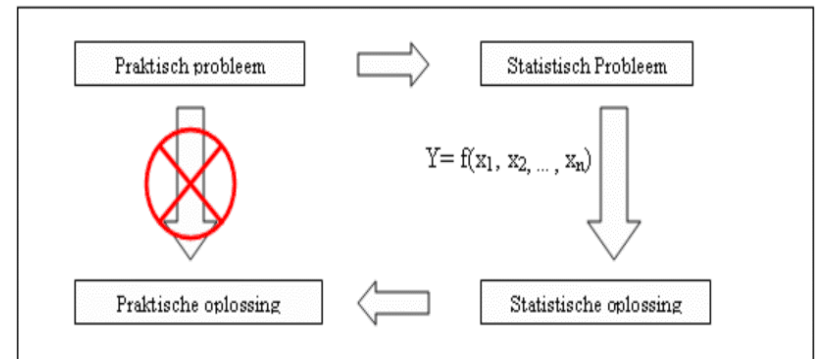 Praktisch probleem
Statistisch Probleem
Y= f(x₁, x₂, ... , xₙ)
Praktische oplossing
Statistische oplossing